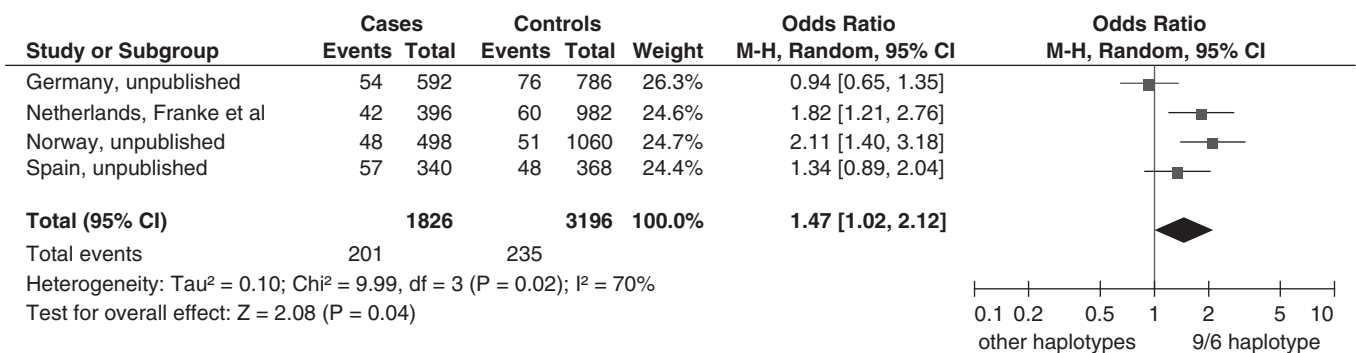 Cases Controls Odds Ratio Odds Ratio
Study or Subgroup Events Total Events Total Weight M-H, Random, 95% CI M-H, Random, 95% CI
Germany, unpublished 54 592 76 786 26.3% 0.94 [0.65, 1.35]
Netherlands, Franke et al 42 396 60 982 24.6% 1.82 [1.21, 2.76]
Norway, unpublished 48 498 51 1060 24.7% 2.11 [1.40, 3.18]
Spain, unpublished 57 340 48 368 24.4% 1.34 [0.89, 2.04]
Total (95% CI) 1826 3196 100.0% 1.47 [1.02, 2.12]
Total events 201 235
Heterogeneity: Tau² = 0.10; Chi² = 9.99, df = 3 (P = 0.02); I² = 70%
Test for overall effect: Z = 2.08 (P = 0.04)
0.1 0.2 0.5 1 2 5 10
other haplotypes 9/6 haplotype